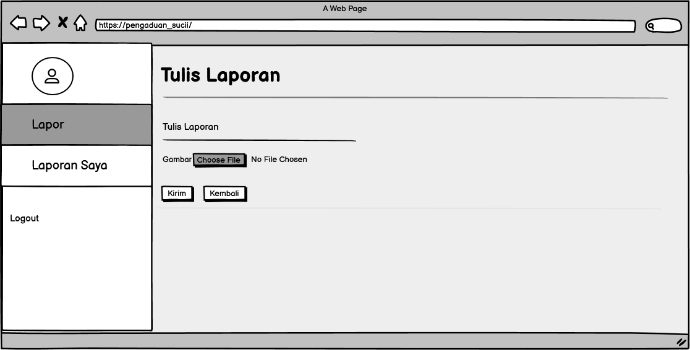 A Web Page
https://pengaduan_sucii/
Lapor
Laporan Saya
Logout
Tulis Laporan
Tulis Laporan
Gambar Choose File No File Chosen
Kirim Kembali